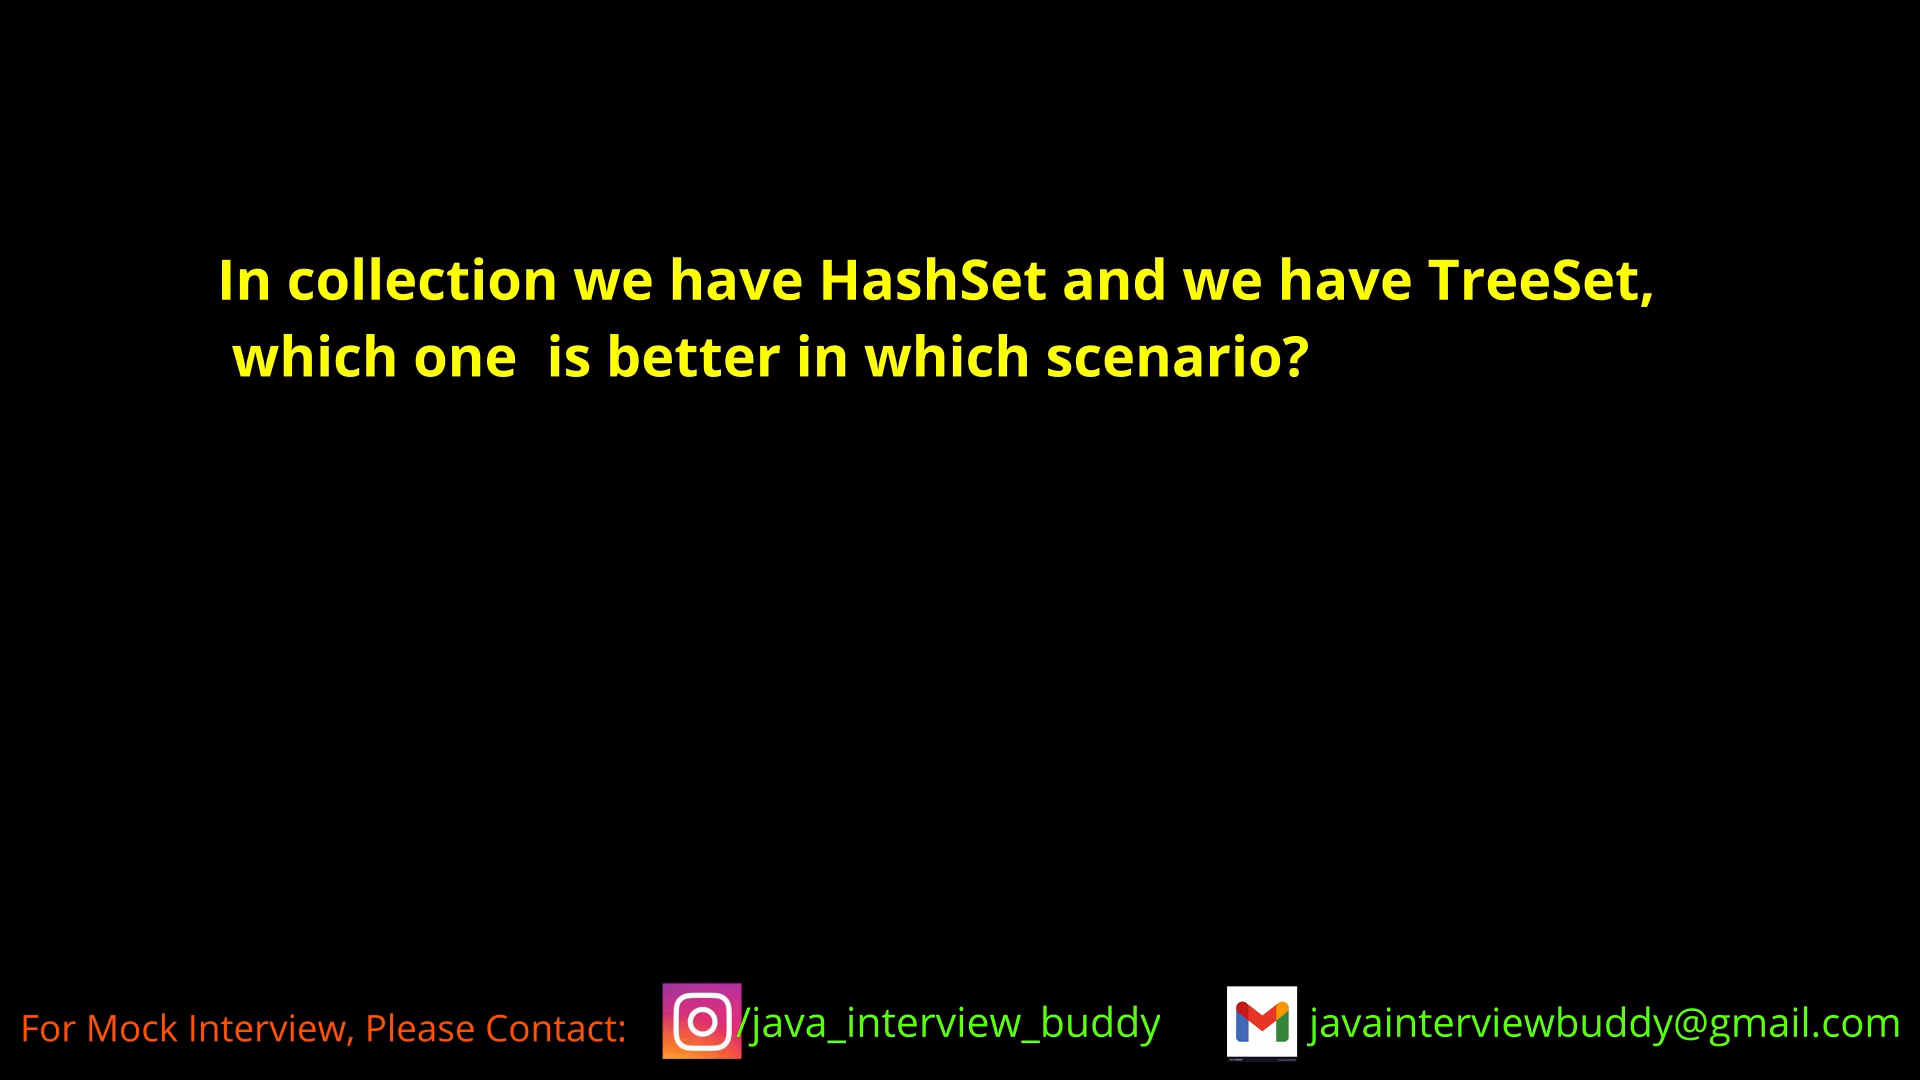 In collection we have HashSet and we have TreeSet,
which one  is better in which scenario?
For Mock Interview, Please Contact: /java_interview_buddy javainterviewbuddy@gmail.com